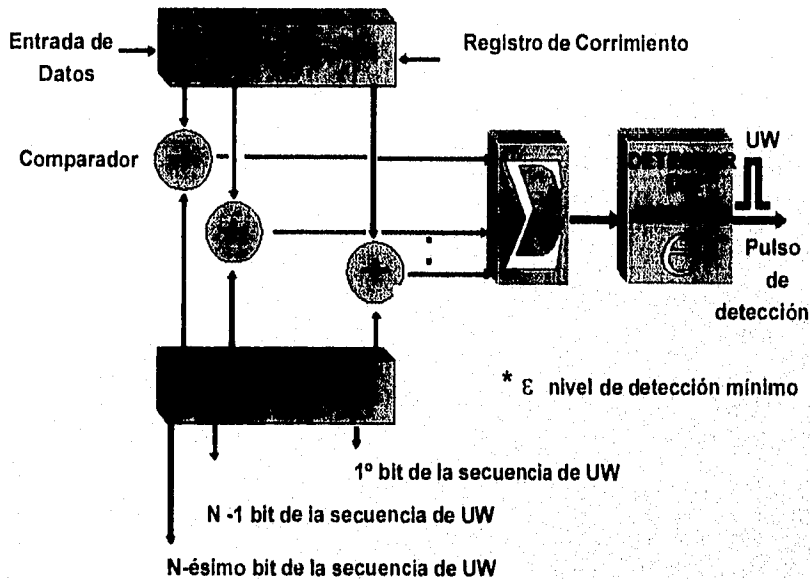 Entrada de
Datos
Registro de Corrimiento
Comparador
+
+
+
Σ
DETECTOR
UW
Pulso
de
detección
* ε nivel de detección mínimo
1º bit de la secuencia de UW
N -1 bit de la secuencia de UW
N-ésimo bit de la secuencia de UW